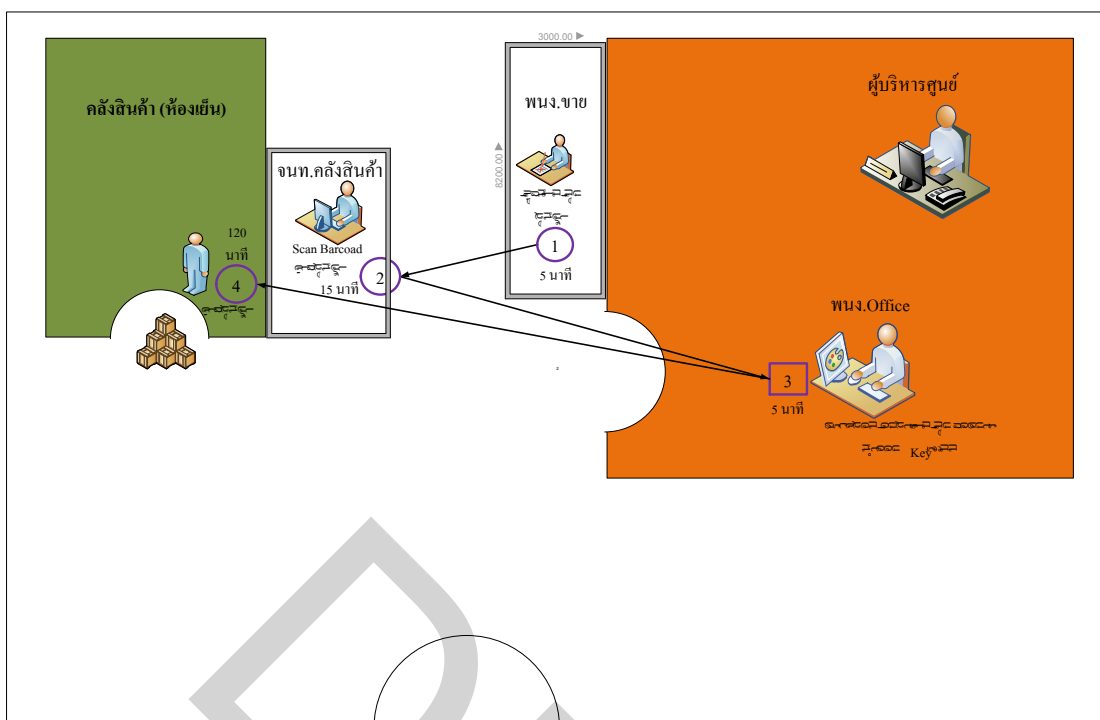 3000.00
8200.00
คลังสินค้า (ห้องเย็น)
120
นาที
4
จนท.คลังสินค้า
Scan Barcoad
2
15 นาที
พนง.ขาย
1
5 นาที
ผู้บริหารศูนย์
พนง.Office
3
5 นาที
Key